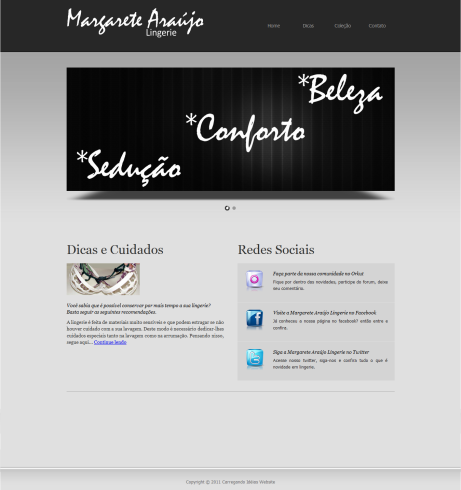 Margarete Araújo
Lingerie
Home Dicas Coleção Contato
*Beleza
*Conforto
*Sedução
Dicas e Cuidados
Você sabia que é possível conservar por mais tempo a sua lingerie?
Basta seguir as seguintes recomendações.
A lingerie é feita de materiais muito sensíveis e que podem estragar se não
houver cuidado com a sua lavagem. Deste modo é necessário dedicar-lhes
cuidados especiais tanto na lavagem como na arrumação. Pensando nisso,
segue aqui... Continue lendo
Redes Sociais
Faça parte da nossa comunidade no Orkut
Fique por dentro das novidades, participe do forum, deixe
seu comentário.
Visite a Margarete Araújo Lingerie no Facebook
Já conheceu a nossa página no facebook? então entre e
confira.
Siga a Margarete Araújo Lingerie no Twitter
Acesse nosso twitter, siga-nos e confira tudo o que é
novidade em lingerie.
Copyright © 2011 Carregando Ideias Website